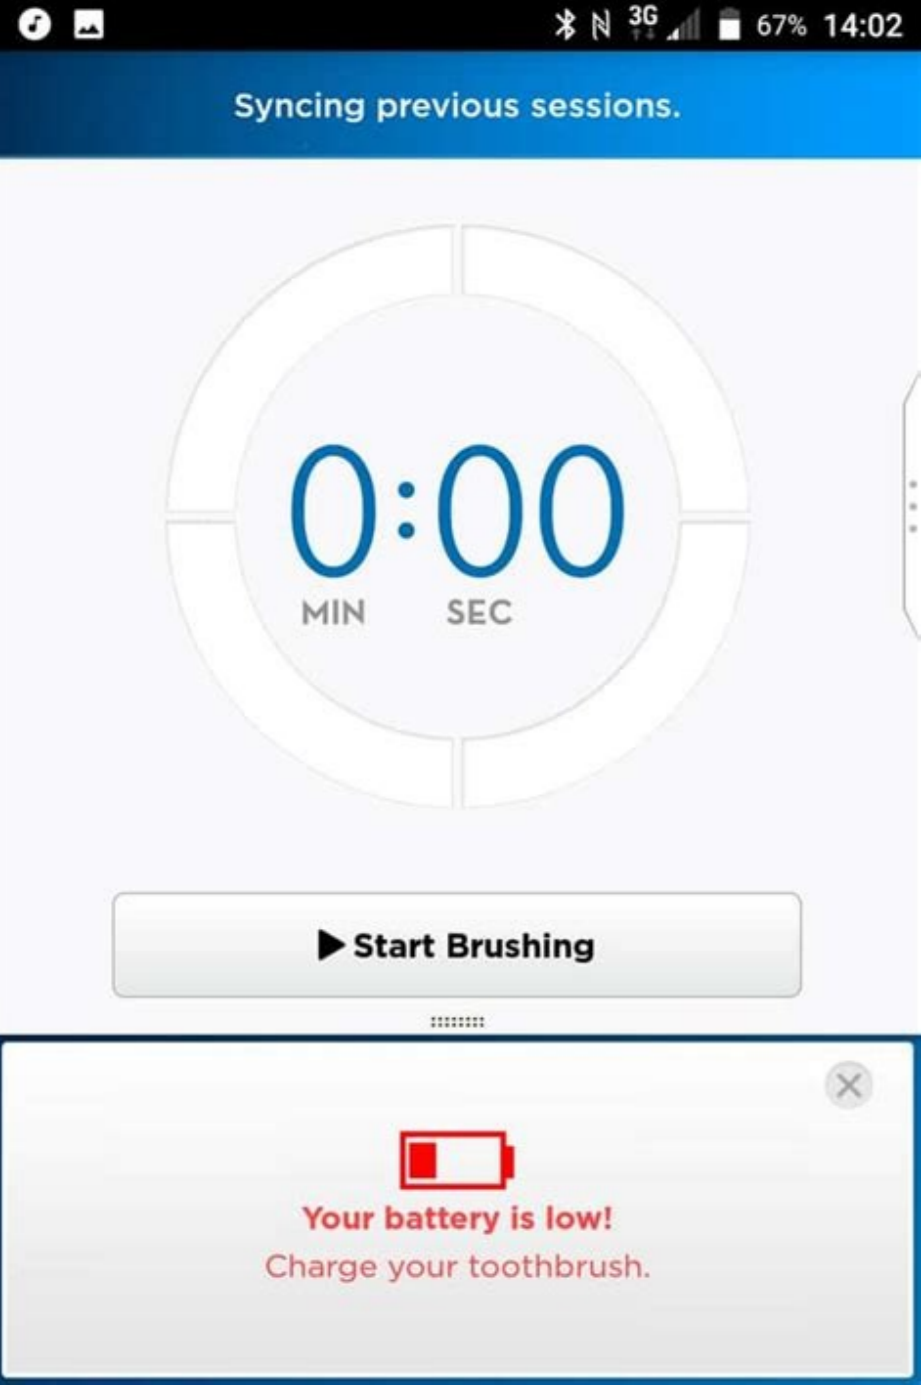 3G 67% 14:02
Syncing previous sessions.
0:00
MIN SEC
Start Brushing
Your battery is low!
Charge your toothbrush.